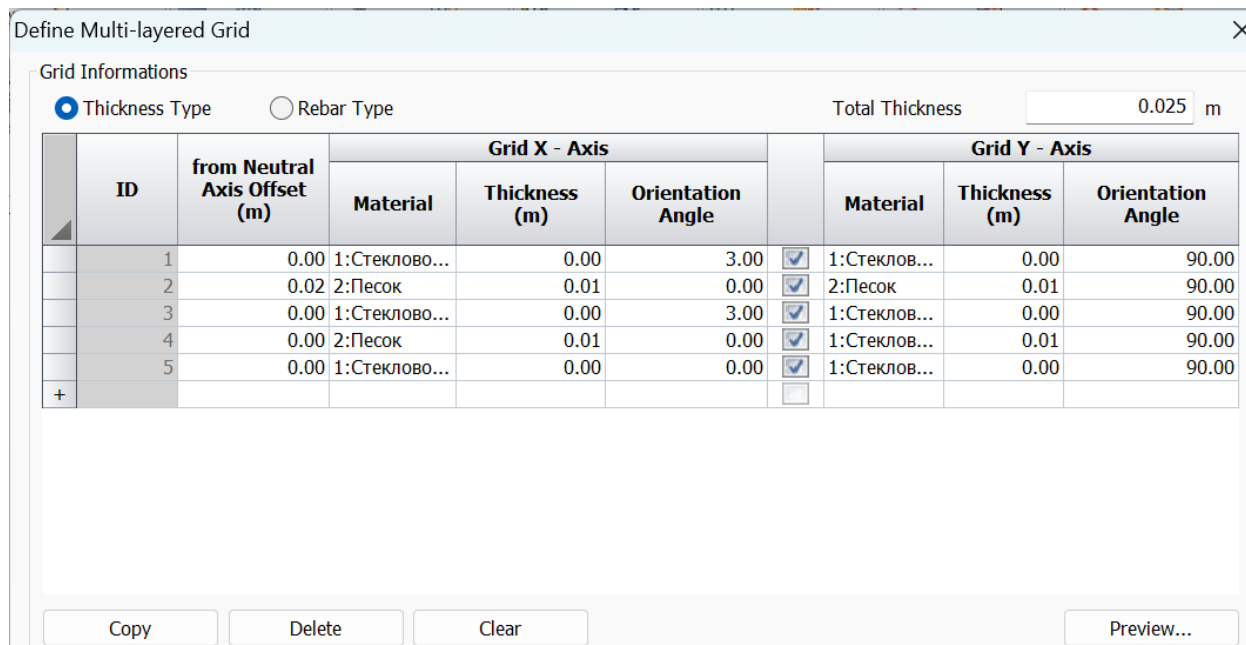 Define Multi-layered Grid
Grid Informations
Thickness Type Rebar Type Total Thickness 0.025 m
ID from Neutral Axis Offset (m) Grid X - Axis Grid Y - Axis
Material Thickness (m) Orientation Angle Material Thickness (m) Orientation Angle
1 0.00 1:Стеклово... 0.00 3.00 1:Стеклов... 0.00 90.00
2 0.02 2:Песок 0.01 0.00 2:Песок 0.01 90.00
3 0.00 1:Стеклово... 0.00 3.00 1:Стеклов... 0.00 90.00
4 0.00 2:Песок 0.01 0.00 1:Стеклов... 0.01 90.00
5 0.00 1:Стеклово... 0.00 0.00 1:Стеклов... 0.00 90.00
+
Copy Delete Clear Preview...